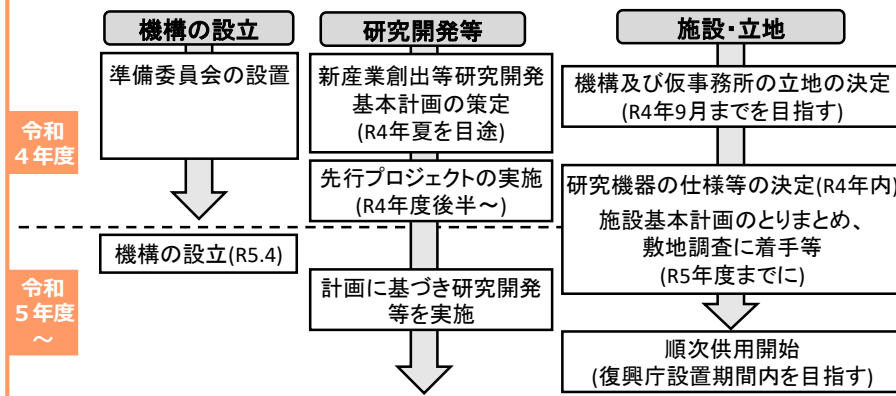 機構の設立
研究開発等
施設・立地
令和
４年度
準備委員会の設置
新産業創出等研究開発
基本計画の策定
(R4年夏を目途)
先行プロジェクトの実施
(R4年度後半～)
機構及び仮事務所の立地の決定
(R4年9月までを目指す)
研究機器の仕様等の決定(R4年内)
施設基本計画のとりまとめ、
敷地調査に着手等
(R5年度までに)
令和
５年度
～
機構の設立(R5.4)
計画に基づき研究開発
等を実施
順次供用開始
(復興庁設置期間内を目指す)